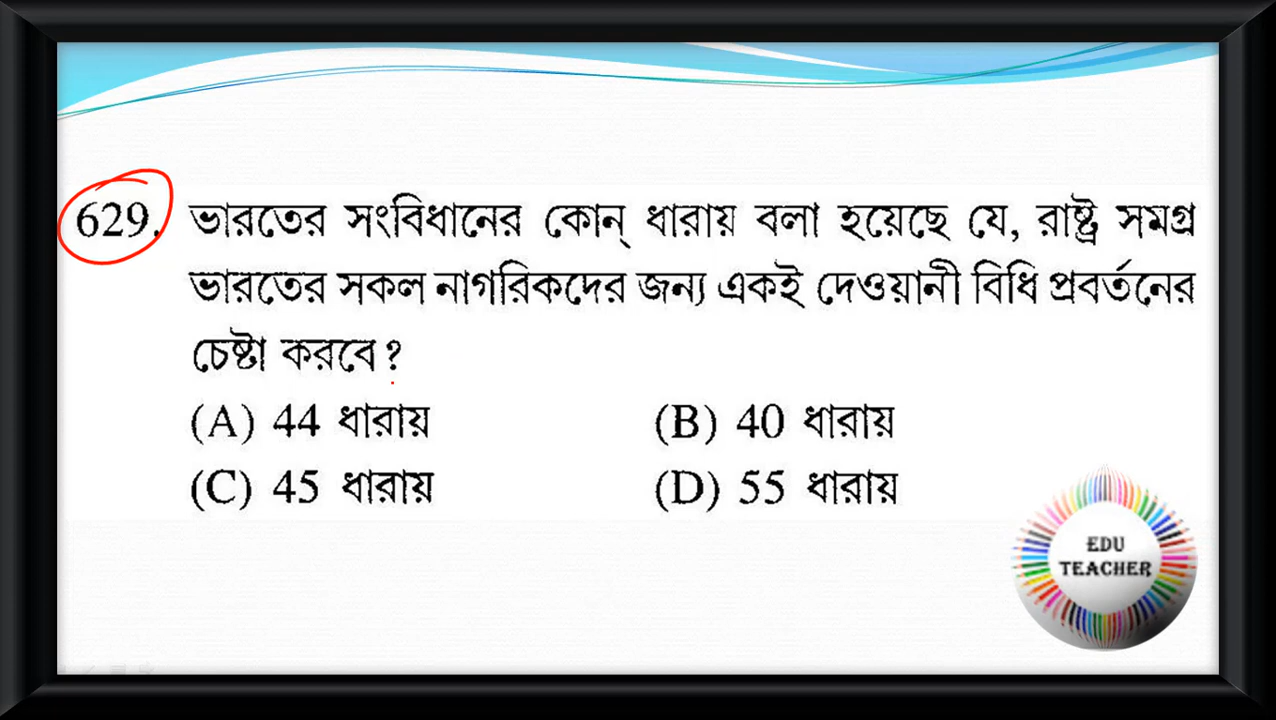 629. ভারতের সংবিধানের কোন্ ধারায় বলা হয়েছে যে, রাষ্ট্র সমগ্র
ভারতের সকল নাগরিকদের জন্য একই দেওয়ানী বিধি প্রবর্তনের
চেষ্টা করবে?
(A) 44 ধারায় (B) 40 ধারায়
(C) 45 ধারায় (D) 55 ধারায়
EDU
TEACHER